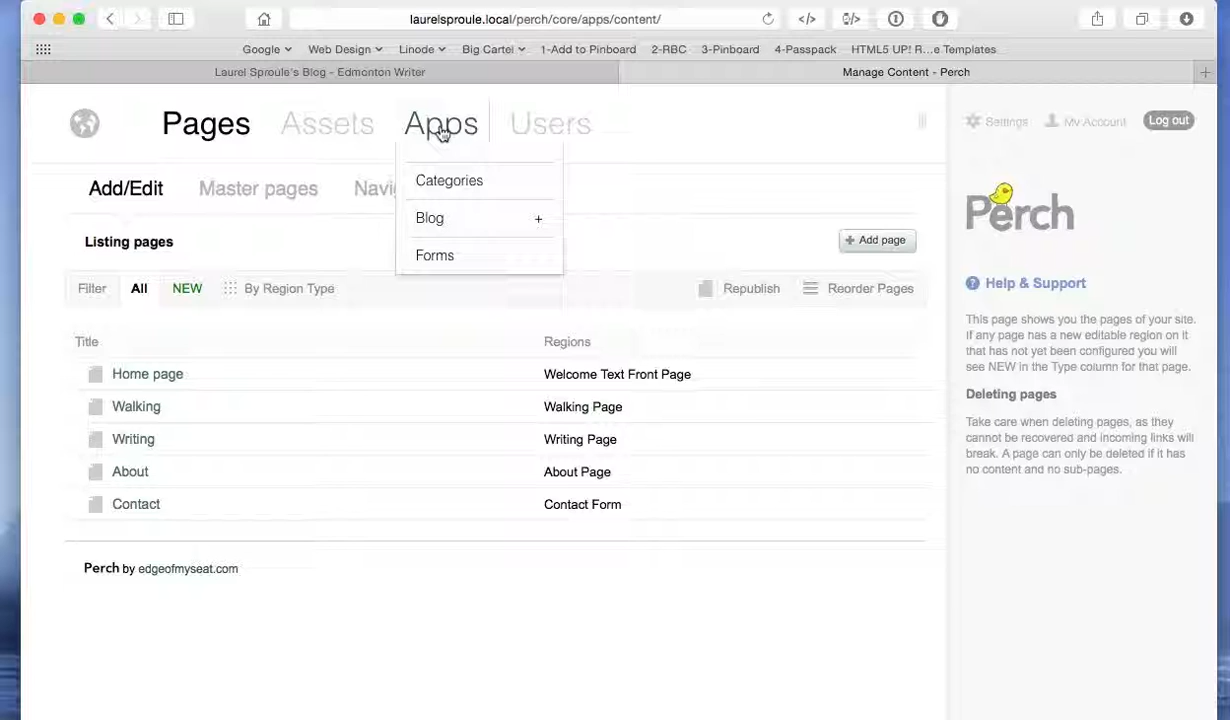 laurelsproule.local/perch/core/apps/content/
Google Web Design Linode Big Cartel 1-Add to Pinboard 2-RBC 3-Pinboard 4-Passpack HTML5 UP! R...e Templates
Laurel Sproule's Blog - Edmonton Writer Manage Content - Perch
Pages Assets Apps Users Settings My Account Log out
Categories
Add/Edit Master pages Navi
Perch
Blog +
Listing pages + Add page
Forms
Help & Support
Filter All NEW By Region Type Republish Reorder Pages
This page shows you the pages of your site.
If any page has a new editable region on it
that has not yet been configured you will
see NEW in the Type column for that page.
Title Regions
Home page Welcome Text Front Page
Deleting pages
Walking Walking Page
Take care when deleting pages, as they
cannot be recovered and incoming links will
break. A page can only be deleted if it has
no content and no sub-pages.
Writing Writing Page
About About Page
Contact Contact Form
Perch by edgeofmyseat.com